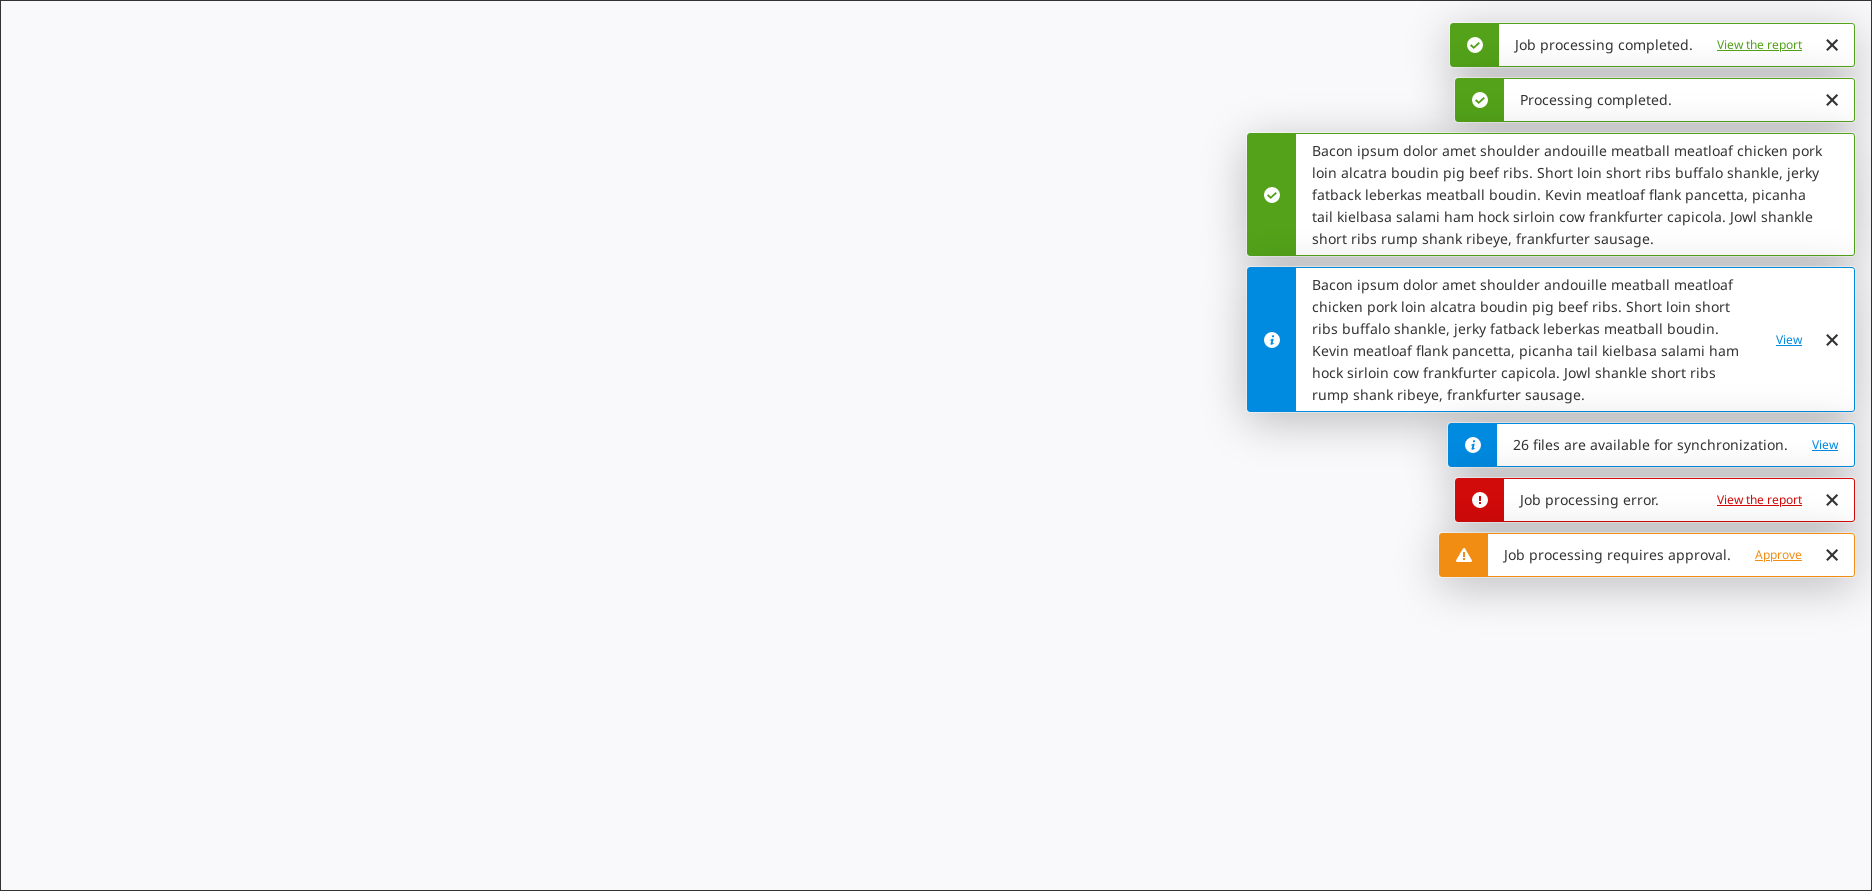 Job processing completed. View the report
Processing completed.
Bacon ipsum dolor amet shoulder andouille meatball meatloaf chicken pork
loin alcatra boudin pig beef ribs. Short loin short ribs buffalo shankle, jerky
fatback leberkas meatball boudin. Kevin meatloaf flank pancetta, picanha
tail kielbasa salami ham hock sirloin cow frankfurter capicola. Jowl shankle
short ribs rump shank ribeye, frankfurter sausage.
Bacon ipsum dolor amet shoulder andouille meatball meatloaf
chicken pork loin alcatra boudin pig beef ribs. Short loin short
ribs buffalo shankle, jerky fatback leberkas meatball boudin.
Kevin meatloaf flank pancetta, picanha tail kielbasa salami ham
hock sirloin cow frankfurter capicola. Jowl shankle short ribs
rump shank ribeye, frankfurter sausage.
View
26 files are available for synchronization. View
Job processing error. View the report
Job processing requires approval. Approve